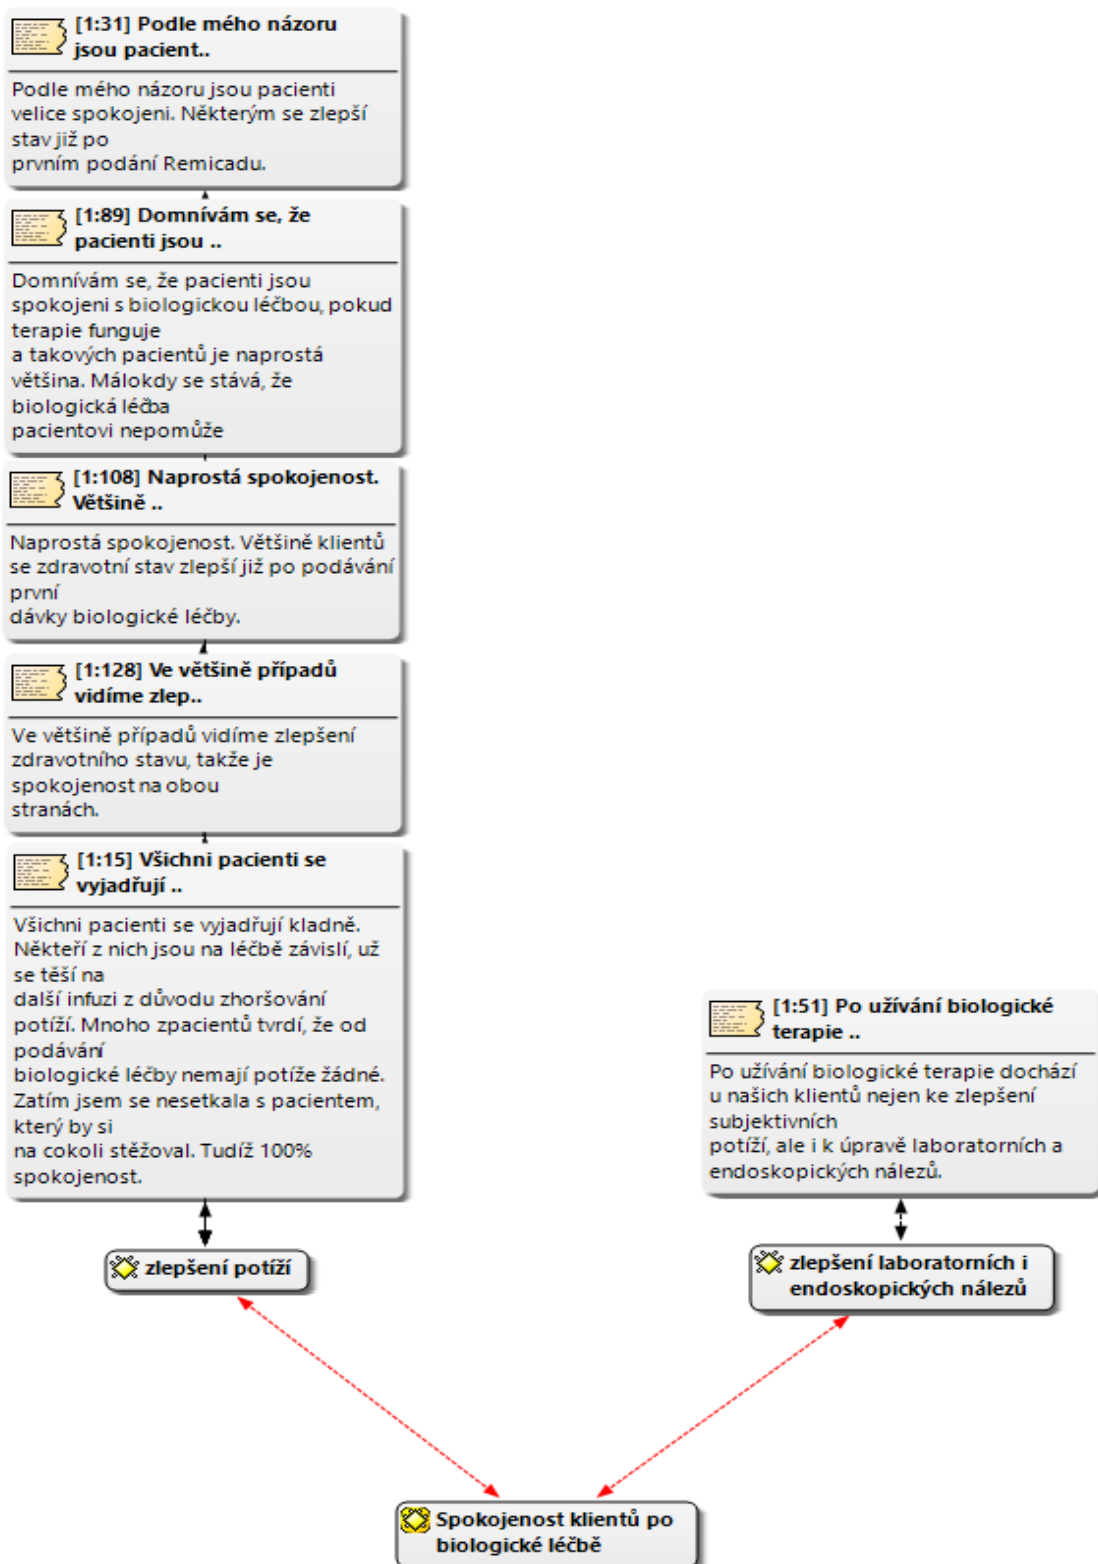 [1:31] Podle mého názoru
jsou pacient..
Podle mého názoru jsou pacienti
velice spokojeni. Některým se zlepší
stav již po
prvním podání Remicadu.
[1:89] Domnívám se, že
pacienti jsou ..
Domnívám se, že pacienti jsou
spokojeni s biologickou léčbou, pokud
terapie funguje
a takových pacientů je naprostá
většina. Málokdy se stává, že
biologická léčba
pacientovi nepomůže
[1:108] Naprostá spokojenost.
Většině ..
Naprostá spokojenost. Většině klientů
se zdravotní stav zlepší již po podávání
první
dávky biologické léčby.
[1:128] Ve většině případů
vidíme zlep..
Ve většině případů vidíme zlepšení
zdravotního stavu, takže je
spokojenost na obou
stranách.
[1:15] Všichni pacienti se
vyjadřují ..
Všichni pacienti se vyjadřují kladně.
Někteří z nich jsou na léčbě závislí, už
se těší na
další infuzi z důvodu zhoršování
potíží. Mnoho zpacientů tvrdí, že od
podávání
biologické léčby nemají potíže žádné.
Zatím jsem se nesetkala s pacientem,
který by si
na cokoli stěžoval. Tudíž 100%
spokojenost.
[1:51] Po užívání biologické
terapie ..
Po užívání biologické terapie dochází
u našich klientů nejen ke zlepšení
subjektivních
potíží, ale i k úpravě laboratorních a
endoskopických nálezů.
zlepšení potíží
zlepšení laboratorních i
endoskopických nálezů
Spokojenost klientů po
biologické léčbě